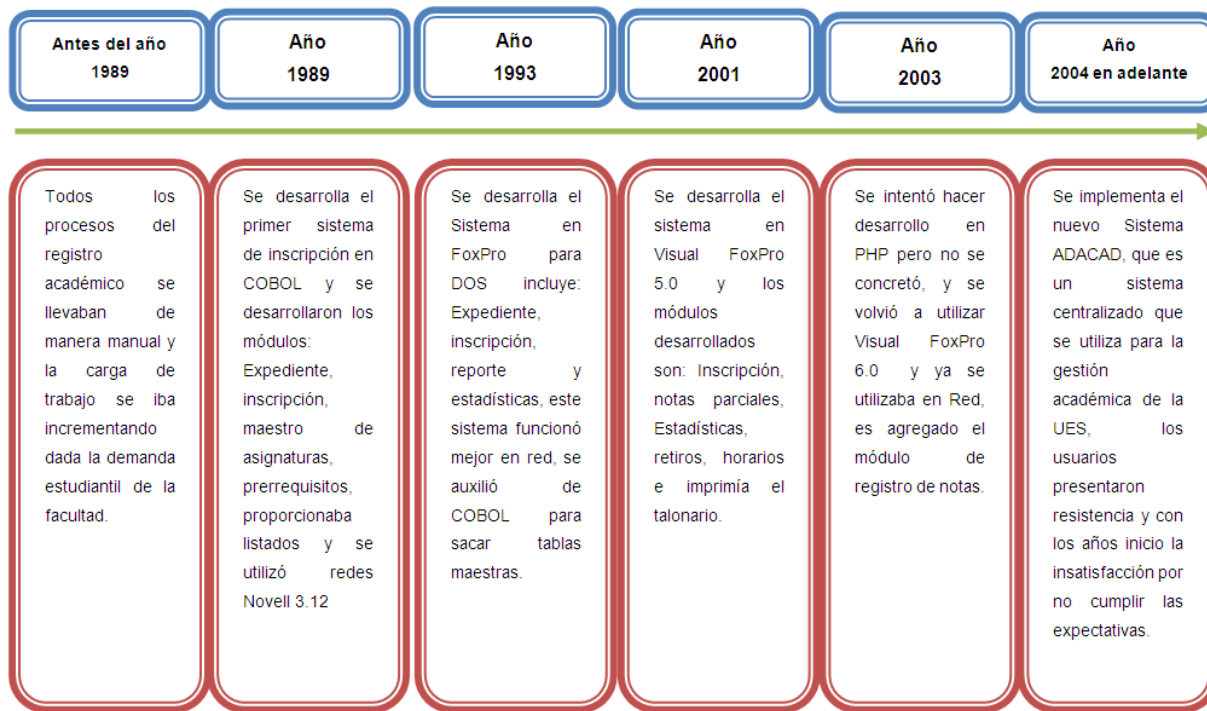 Antes del año
1989
Año
1989
Año
1993
Año
2001
Año
2003
Año
2004 en adelante
Todos los
procesos del
registro
académico se
llevaban de
manera manual y
la carga de
trabajo se iba
incrementando
dada la demanda
estudiantil de la
facultad.
Se desarrolla el
primer sistema
de inscripción en
COBOL y se
desarrollaron los
módulos:
Expediente,
inscripción,
maestro de
asignaturas,
prerrequisitos,
proporcionaba
listados y se
utilizó redes
Novell 3.12
Se desarrolla el
Sistema en
FoxPro para
DOS incluye:
Expediente,
inscripción,
reporte y
estadísticas, este
sistema funcionó
mejor en red, se
auxilió de
COBOL para
sacar tablas
maestras.
Se desarrolla el
sistema en
Visual FoxPro
5.0 y los
módulos
desarrollados
son: Inscripción,
notas parciales,
Estadísticas,
retiros, horarios
e imprimía el
talonario.
Se intentó hacer
desarrollo en
PHP pero no se
concretó, y se
volvió a utilizar
Visual FoxPro
6.0 y ya se
utilizaba en Red,
es agregado el
módulo de
registro de notas.
Se implementa el
nuevo Sistema
ADACAD, que es
un sistema
centralizado que
se utiliza para la
gestión
académica de la
UES, los
usuarios
presentaron
resistencia y con
los años inicio la
insatisfacción por
no cumplir las
expectativas.